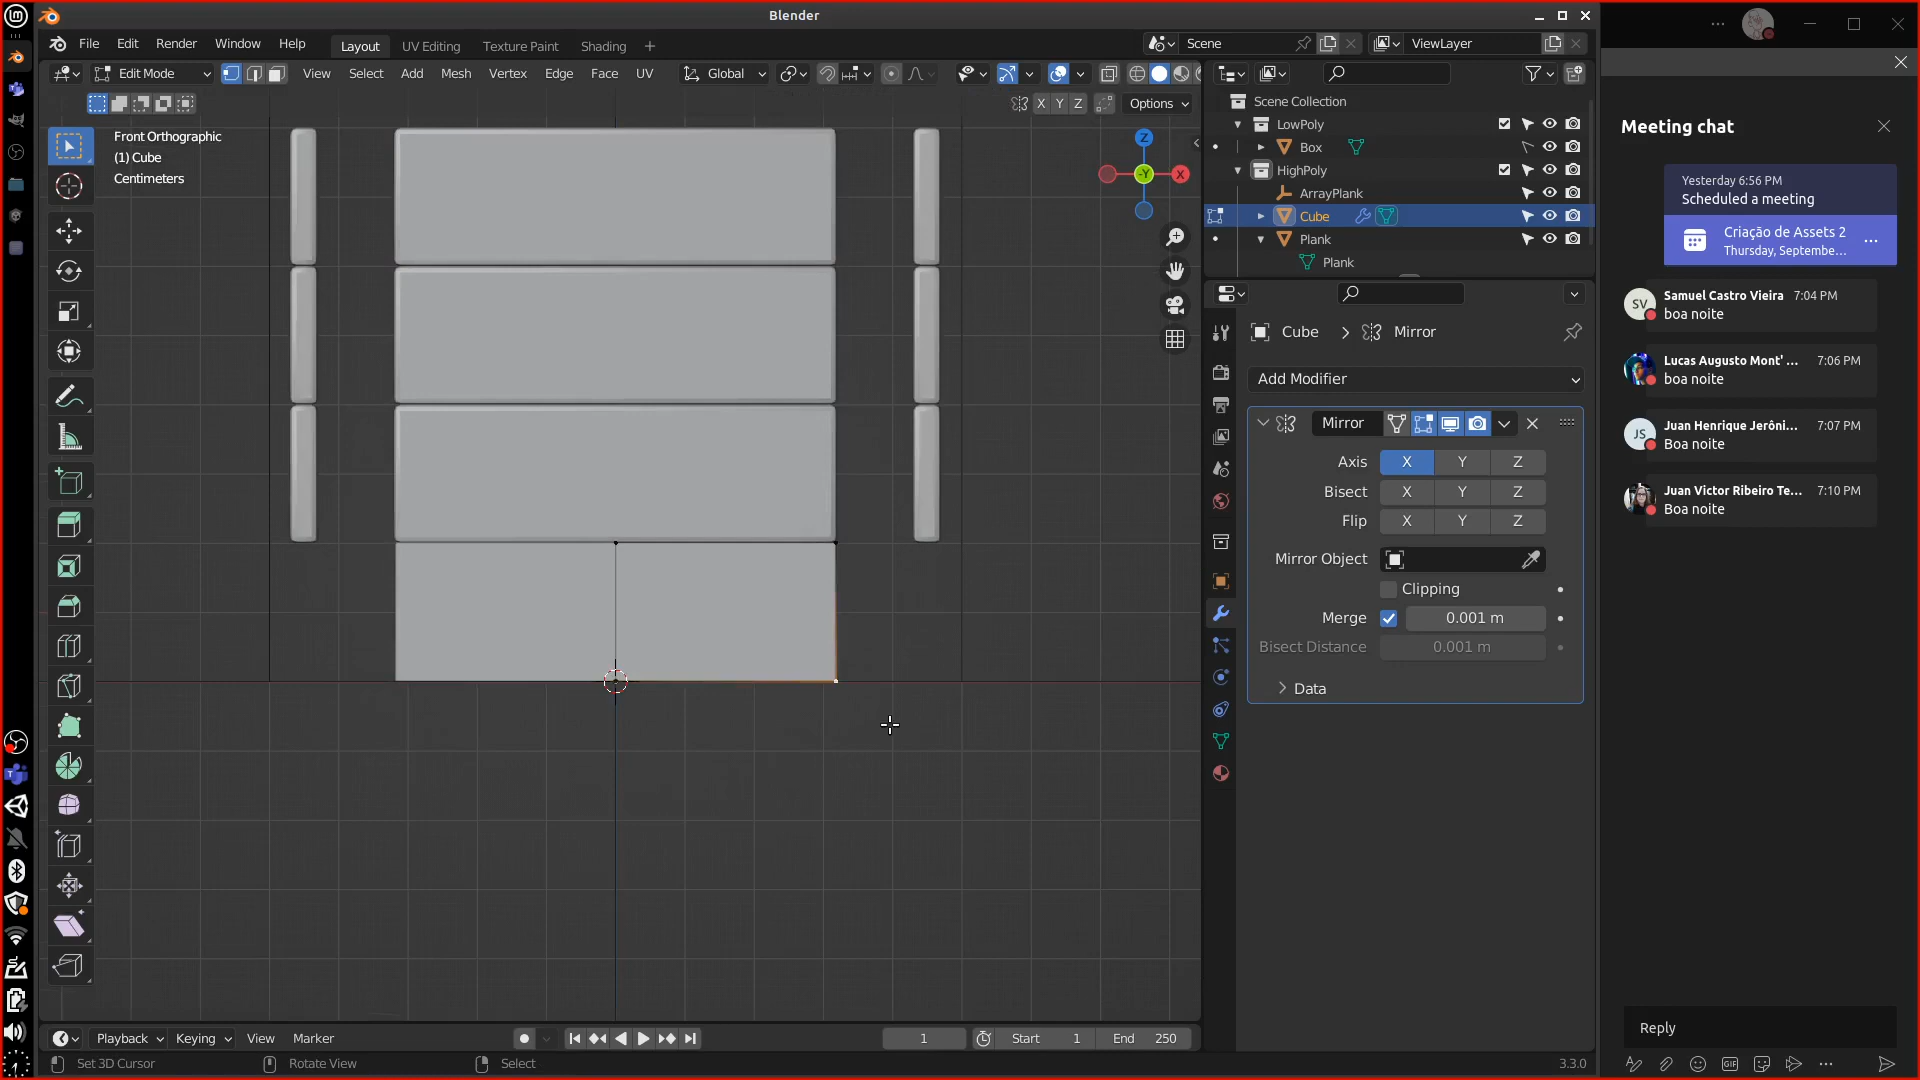 Blender
File Edit Render Window Help Layout UV Editing Texture Paint Shading Scene ViewLayer
Edit Mode View Select Add Mesh Vertex Edge Face UV Global
X Y Z Options
Front Orthographic
(1) Cube
Centimeters
Z
-Y
X
Scene Collection
LowPoly
Box
HighPoly
ArrayPlank
Cube
Plank
Plank
Cube Mirror
Add Modifier
Mirror
Axis X Y Z
Bisect X Y Z
Flip X Y Z
Mirror Object
Clipping
Merge 0.001 m
Bisect Distance 0.001 m
Data
Playback Keying View Marker 1 Start 1 End 250
Set 3D Cursor Rotate View Select 3.3.0
Meeting chat
Yesterday 6:56 PM
Scheduled a meeting
Criação de Assets 2
Thursday, Septembe...
SV Samuel Castro Vieira 7:04 PM
boa noite
Lucas Augusto Mont' ... 7:06 PM
boa noite
JS Juan Henrique Jerôni... 7:07 PM
Boa noite
Juan Victor Ribeiro Te... 7:10 PM
Boa noite
Reply
GIF